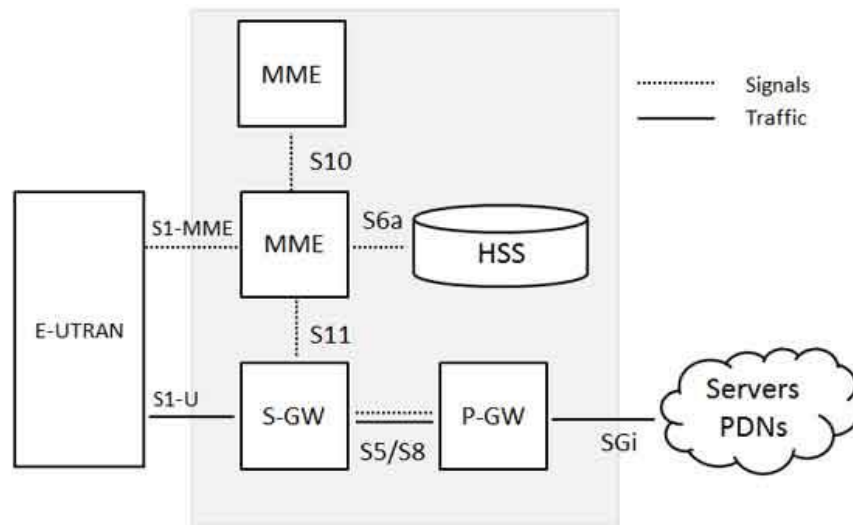 MME
Signals
Traffic
S10
S1-MME
MME
S6a
HSS
E-UTRAN
S11
S1-U
S-GW
S5/S8
P-GW
SGi
Servers
PDNs